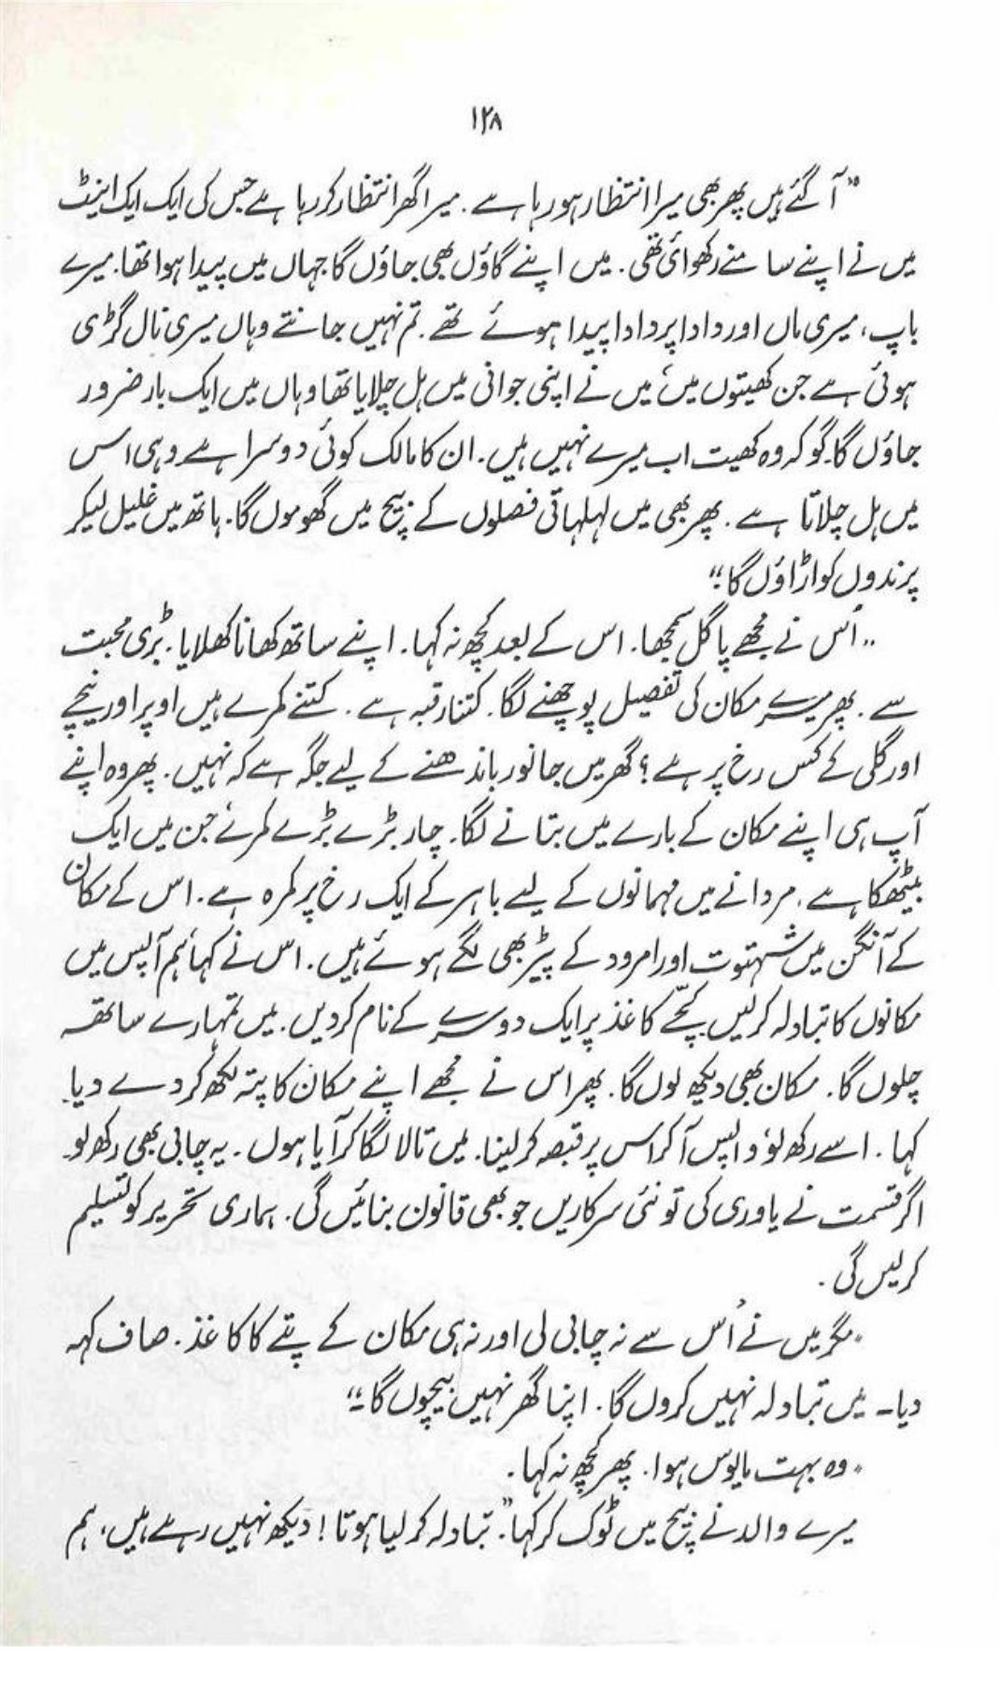 ۱۲۸
"آ گئے ہیں پھر بھی میرا انتظار ہو رہا ہے۔ میرا گھر انتظار کر رہا ہے جس کی ایک ایک اینٹ
میں نے اپنے سامنے رکھوائی تھی۔ میں اپنے گاؤں بھی جاؤں گا جہاں میں پیدا ہوا تھا۔ میرے
باپ، میری ماں اور دادا پردادا پیدا ہوئے تھے۔ تم نہیں جانتے وہاں میری نال گڑی
ہوئی ہے جن کھیتوں میں میں نے اپنی جوانی میں ہل چلایا تھا وہاں میں ایک بار ضرور
جاؤں گا۔ گو کہ وہ کھیت اب میرے نہیں ہیں۔ ان کا مالک کوئی دوسرا ہے وہی اس
میں ہل چلاتا ہے۔ پھر بھی میں لہلہاتی فصلوں کے بیچ میں گھوموں گا۔ ہاتھ میں غلیل لیکر
پرندوں کو اڑاؤں گا"
"اُس نے مجھے پاگل سمجھا۔ اس کے بعد کچھ نہ کہا۔ اپنے ساتھ کھانا کھلایا۔ بڑی محبت
سے۔ پھر میرے مکان کی تفصیل پوچھنے لگا۔ کتنا رقبہ ہے۔ کتنے کمرے ہیں اوپر اور نیچے
اور گلی کے کس رخ پر ہے؟ گھر میں جانور باندھنے کے لیے جگہ ہے کہ نہیں۔ پھر وہ اپنے
آپ ہی اپنے مکان کے بارے میں بتانے لگا۔ چار بڑے بڑے کمرے جن میں ایک
بیٹھکا ہے۔ مردانے میں مہمانوں کے لیے باہر کے ایک رخ پر کمرہ ہے۔ اس کے مکان
کے آنگن میں شہتوت اور امرود کے پیڑ بھی لگے ہوئے ہیں۔ اس نے کہا ہم آپس میں
مکانوں کا تبادلہ کر لیں کچّے کاغذ پر ایک دوسرے کے نام کر دیں۔ میں تمہارے ساتھ
چلوں گا۔ مکان بھی دیکھ لوں گا۔ پھر اس نے مجھے اپنے مکان کا پتہ لکھ کر دے دیا۔
کہا۔ اسے رکھ لو واپس آ کر اس پر قبضہ کر لینا۔ میں تالا لگا کر آیا ہوں۔ یہ چابی بھی رکھ لو۔
اگر قسمت نے یاوری کی تو نئی سرکاریں جو بھی قانون بنائیں گی۔ ہماری تحریر کو تسلیم
کر لیں گی۔
"مگر میں نے اُس سے نہ چابی لی اور نہ ہی مکان کے پتے کا کاغذ۔ صاف کہہ
دیا۔ میں تبادلہ نہیں کروں گا۔ اپنا گھر نہیں بیچوں گا۔"
"وہ بہت مایوس ہوا۔ پھر کچھ نہ کہا۔
میرے والد نے بیچ میں ٹوک کر کہا۔" تبادلہ کر لیا ہوتا! دیکھ نہیں رہے ہیں، ہم